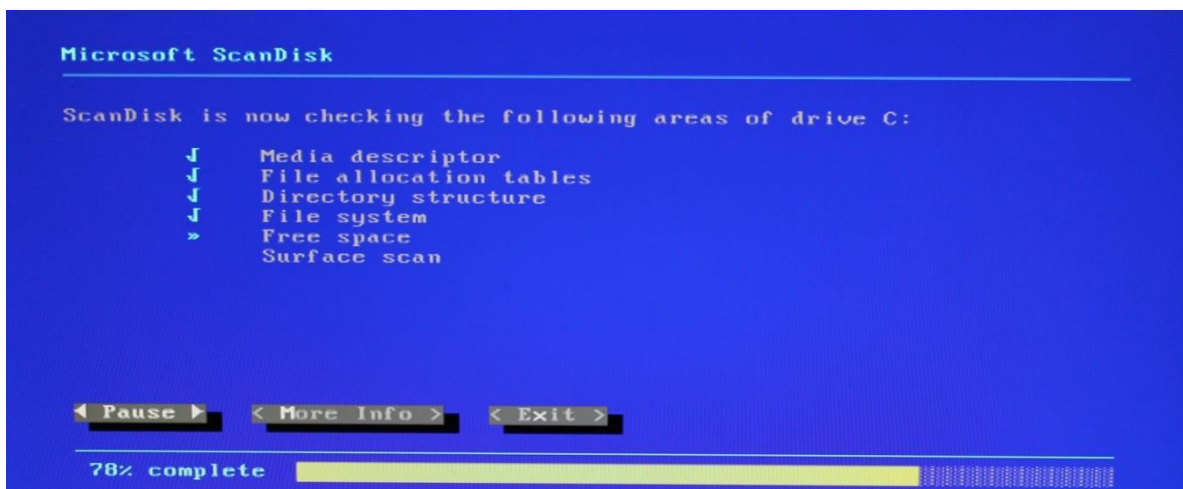 Microsoft ScanDisk
ScanDisk is now checking the following areas of drive C:
√ Media descriptor
√ File allocation tables
√ Directory structure
√ File system
» Free space
Surface scan
◄ Pause ► < More Info > < Exit >
78% complete